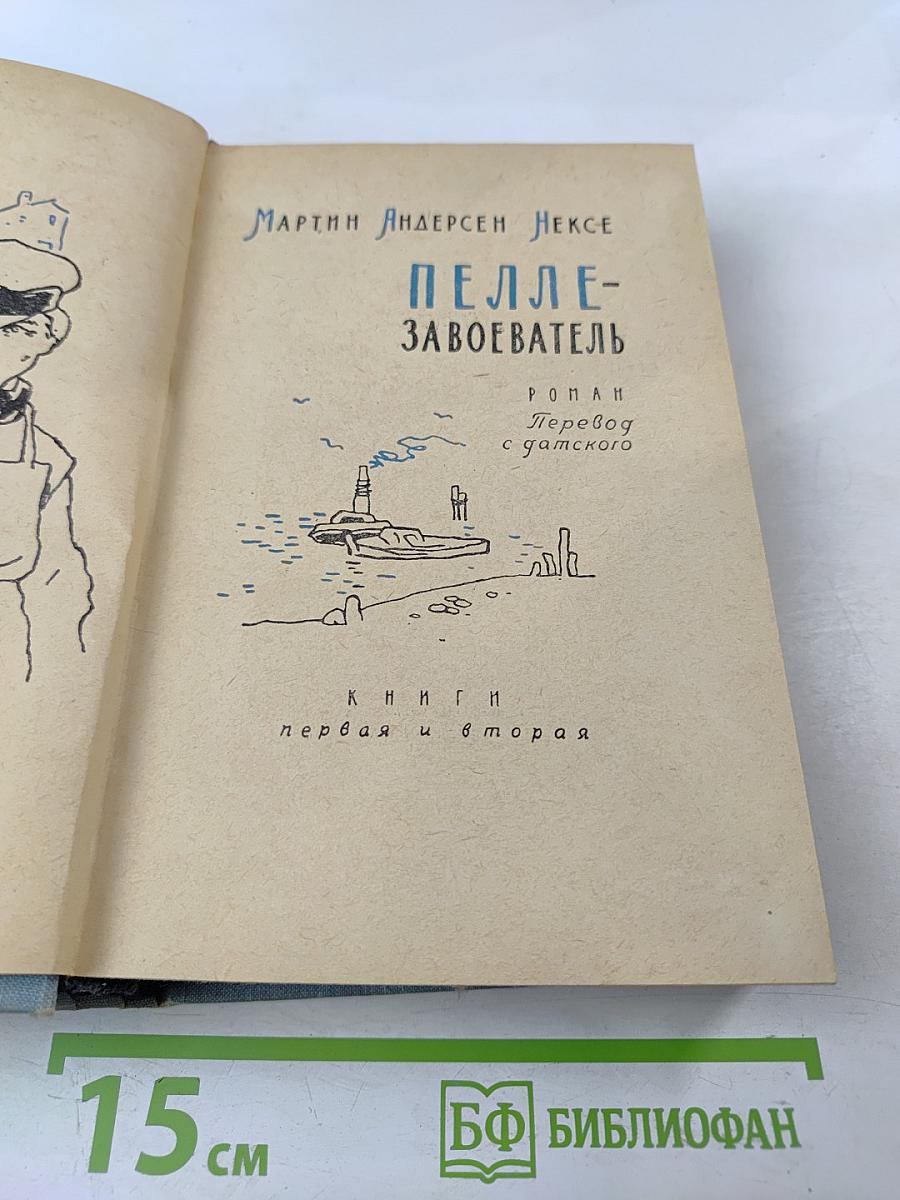 Мартин Андерсен Нексе
ПЕЛЛЕ-
ЗАВОЕВАТЕЛЬ
РОМАН
Перевод
с датского
КНИГИ
первая и вторая
15 см
БФ БИБЛИОФАН